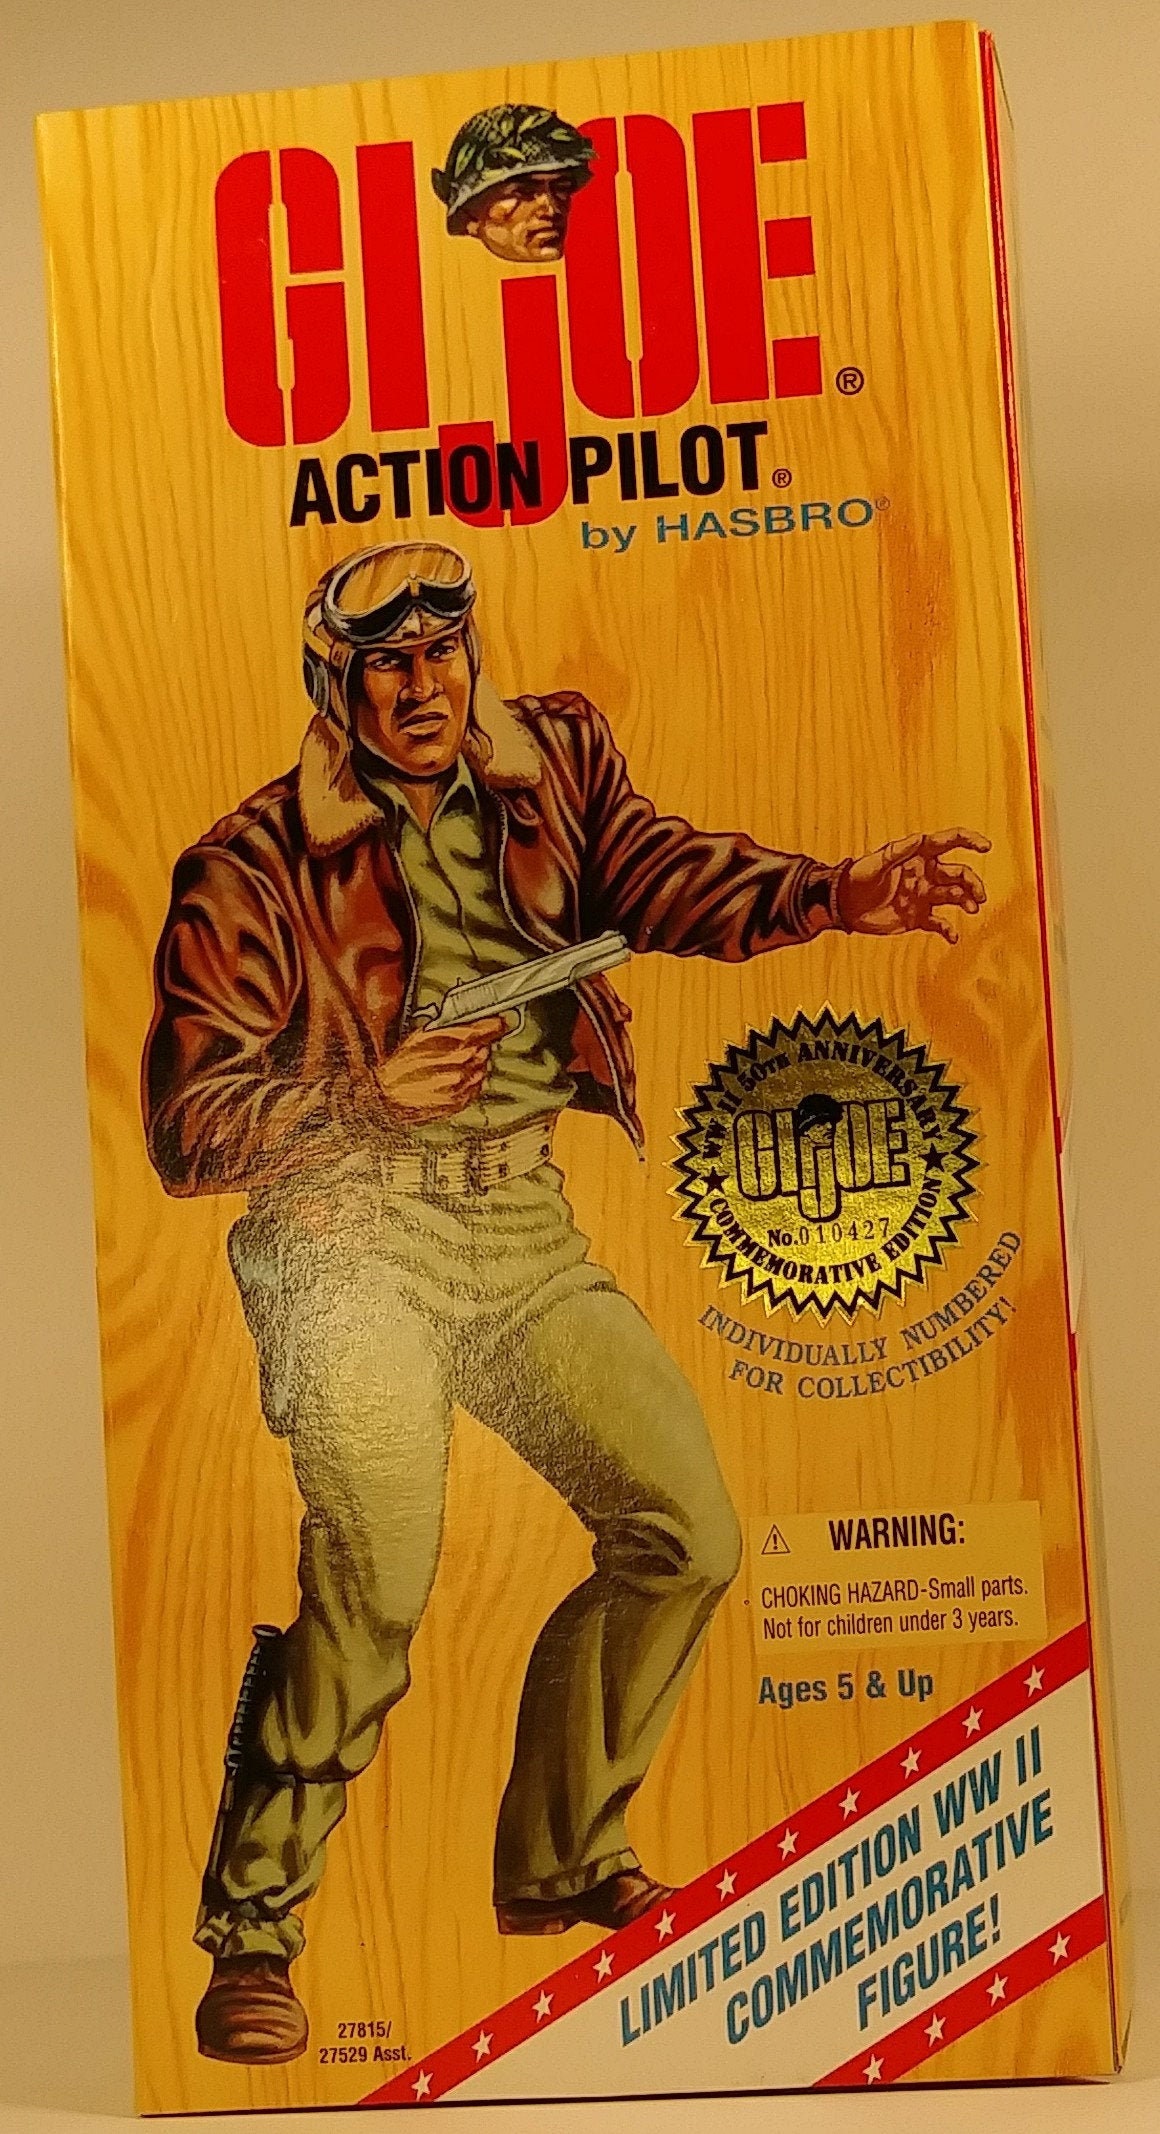 GI JOE®
ACTION PILOT®
by HASBRO®
WW II 50TH ANNIVERSARY
GI JOE
No.010427
★ COMMEMORATIVE EDITION ★
INDIVIDUALLY NUMBERED
FOR COLLECTIBILITY!
⚠ WARNING:
CHOKING HAZARD-Small parts.
Not for children under 3 years.
Ages 5 & Up
LIMITED EDITION WW II
COMMEMORATIVE
FIGURE!
27815/
27529 Asst.